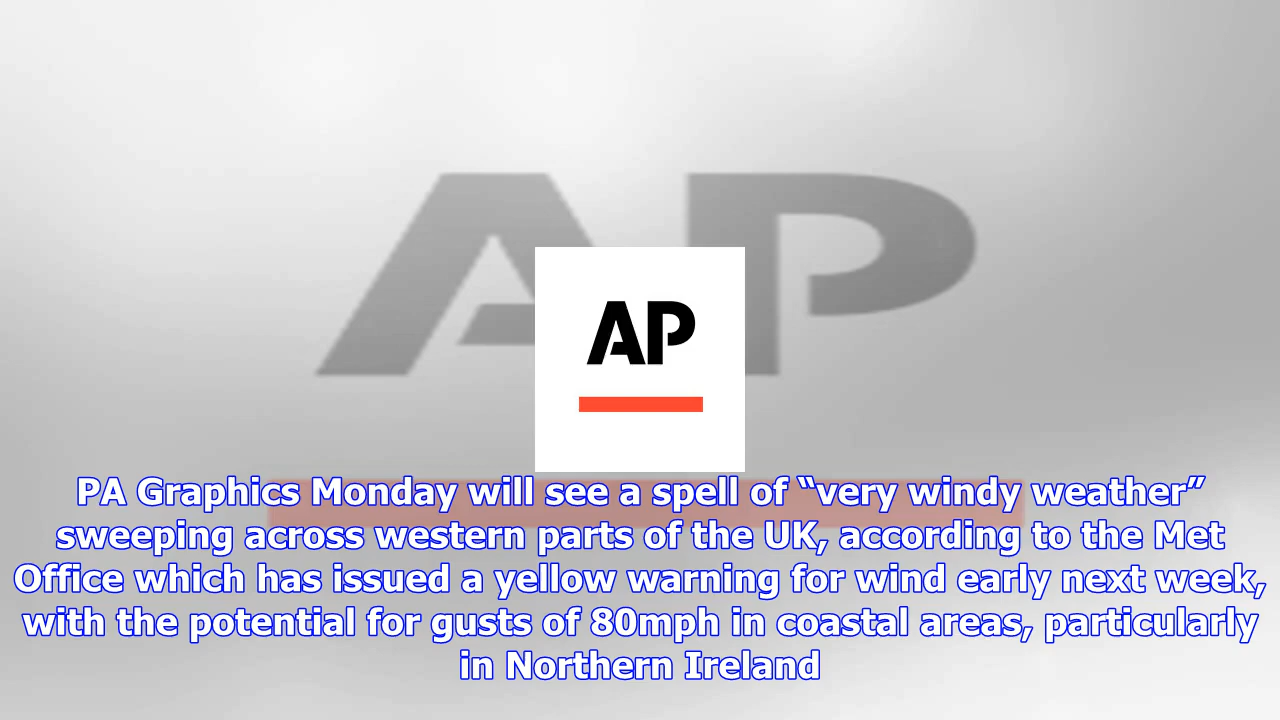 AP
AP
PA Graphics Monday will see a spell of “very windy weather”
sweeping across western parts of the UK, according to the Met
Office which has issued a yellow warning for wind early next week,
with the potential for gusts of 80mph in coastal areas, particularly
in Northern Ireland